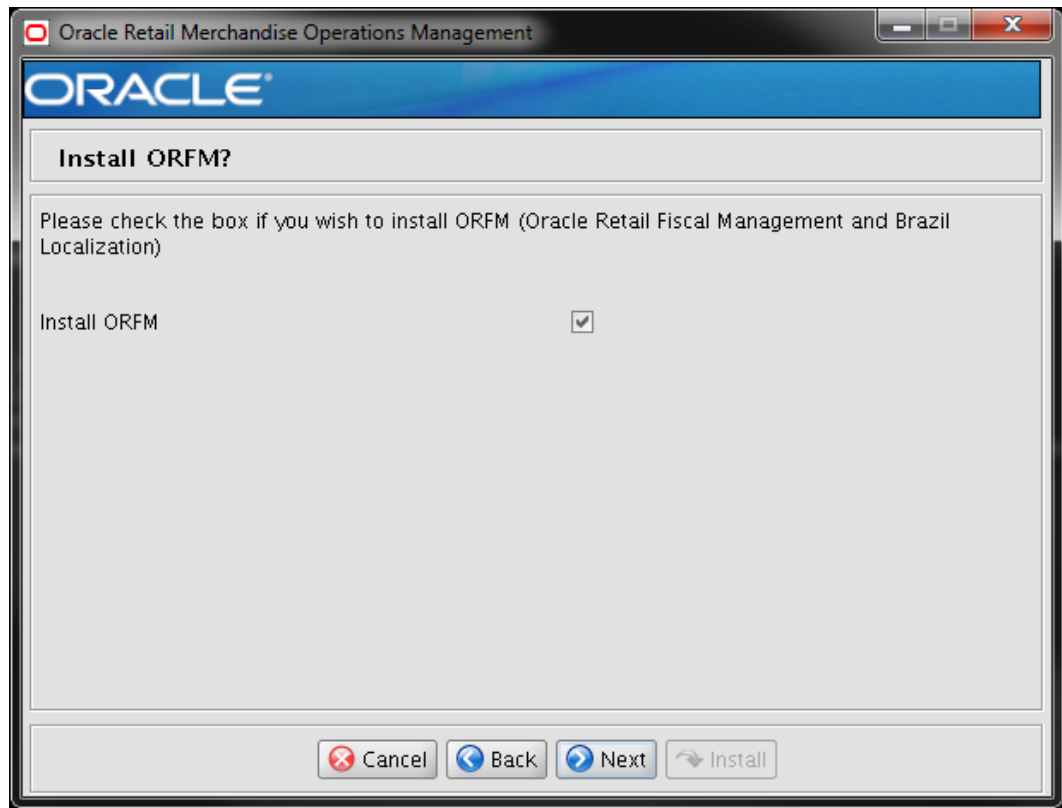 Oracle Retail Merchandise Operations Management
ORACLE®
Install ORFM?
Please check the box if you wish to install ORFM (Oracle Retail Fiscal Management and Brazil
Localization)
Install ORFM
Cancel Back Next Install